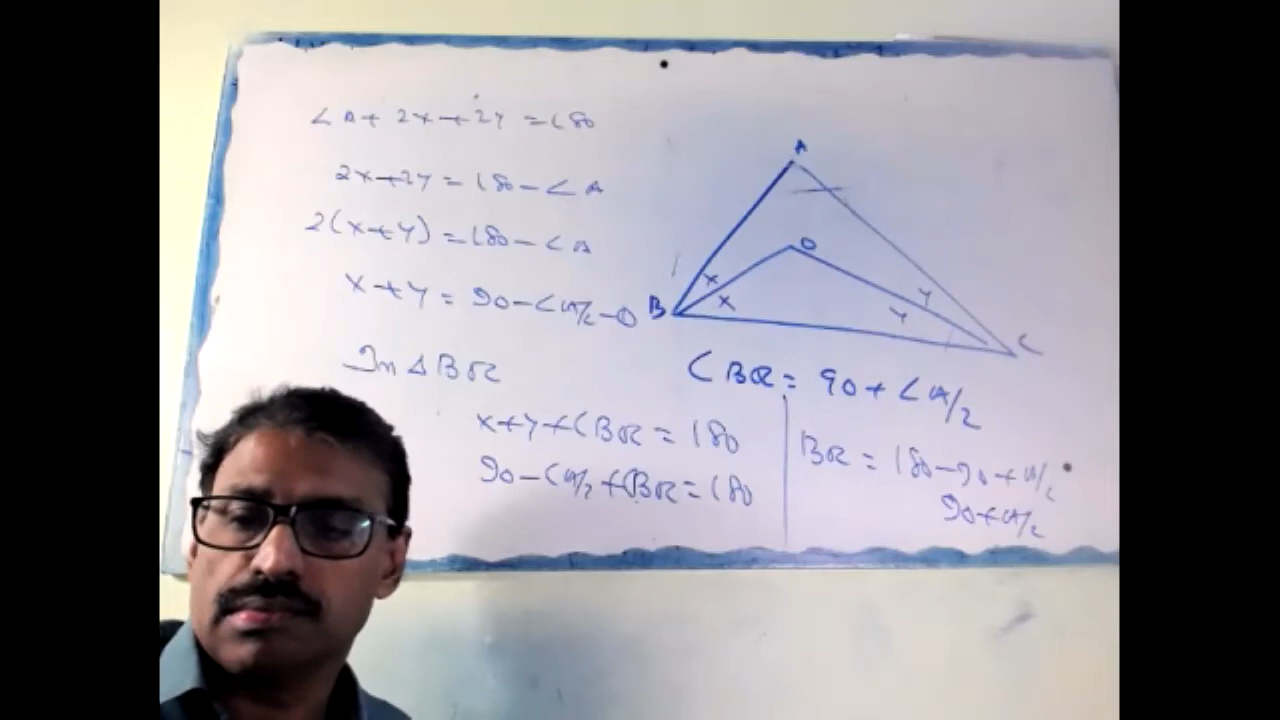 ∠A + 2x + 2y = 180
2x + 2y = 180 - ∠A
2(x + y) = 180 - ∠A
x + y = 90 - ∠A/2 - ①
In △BOC
x + y + ∠BOC = 180
90 - ∠A/2 + ∠BOC = 180
A
O
x
x
y
y
B
C
∠BOC = 90 + ∠A/2
BOC = 180 - 90 + ∠A/2
90 + ∠A/2